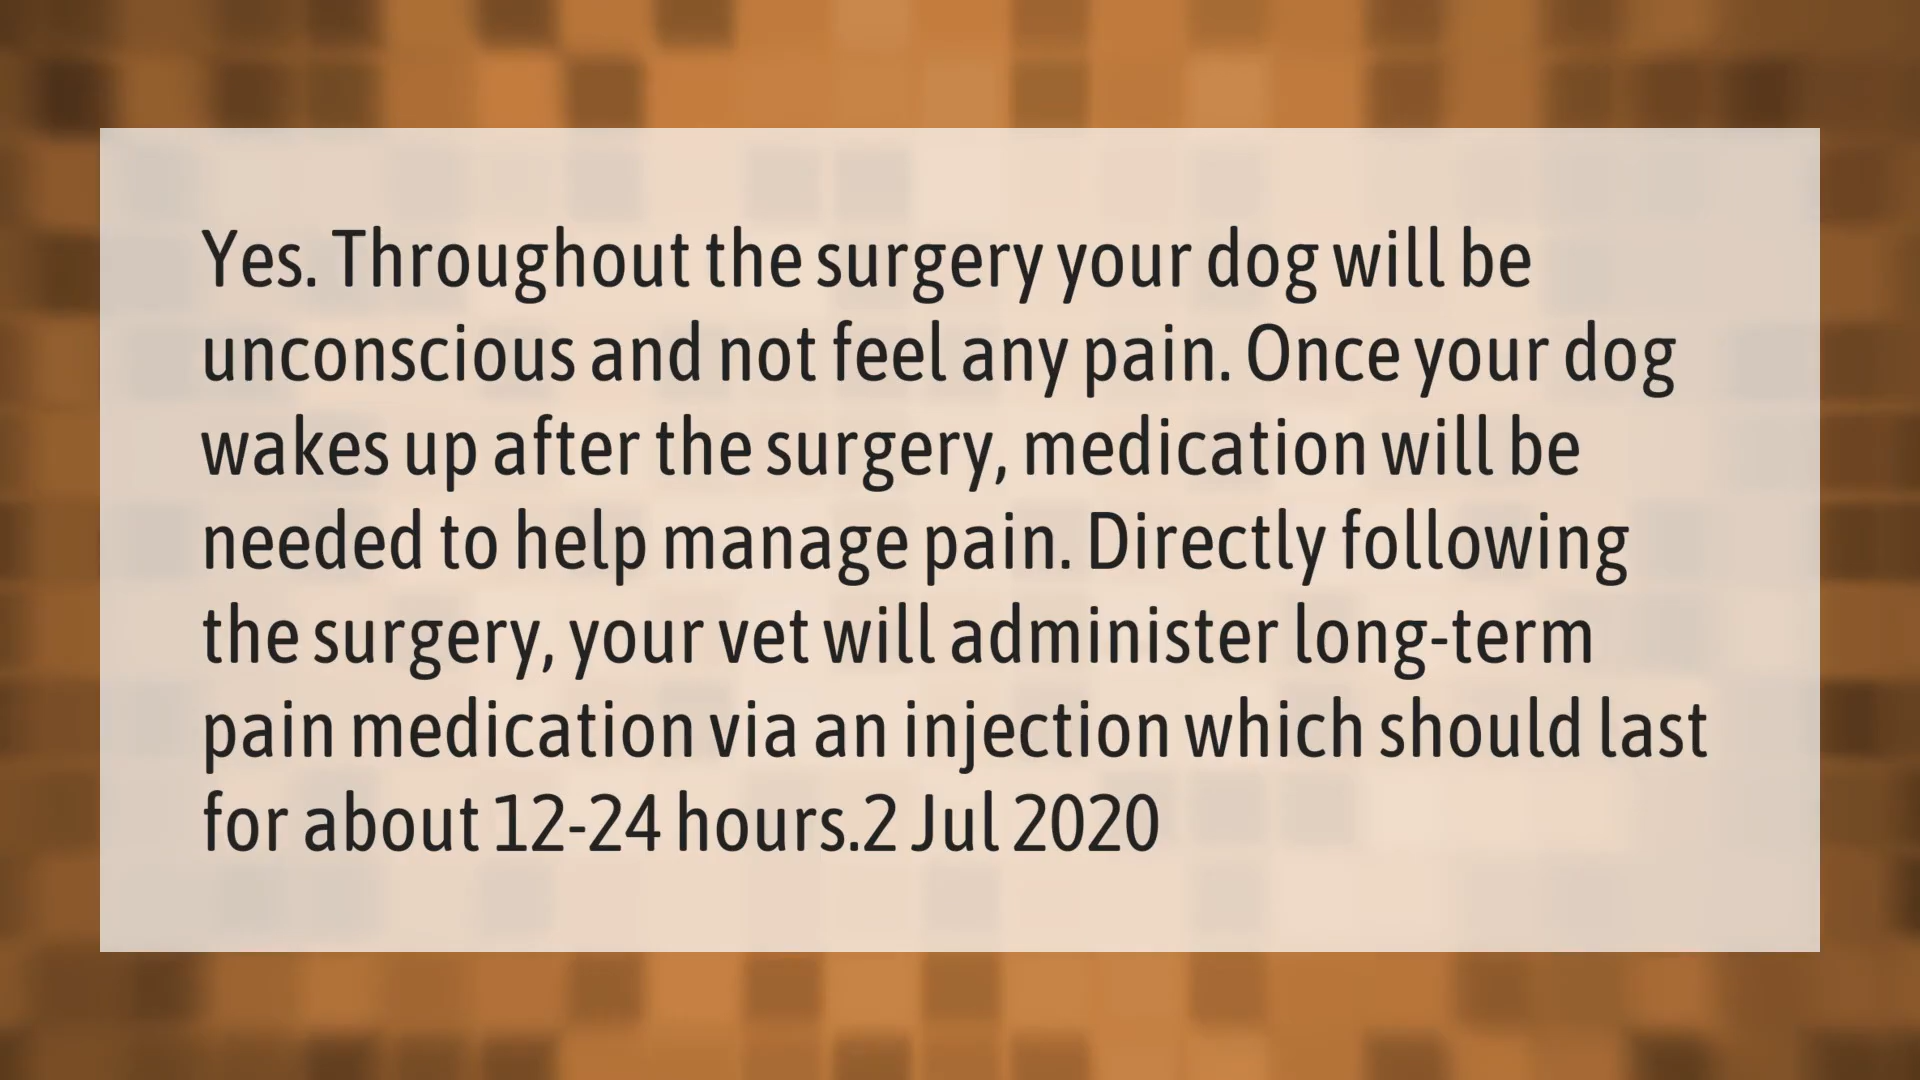 Yes. Throughout the surgery your dog will be
unconscious and not feel any pain. Once your dog
wakes up after the surgery, medication will be
needed to help manage pain. Directly following
the surgery, your vet will administer long-term
pain medication via an injection which should last
for about 12-24 hours.2 Jul 2020